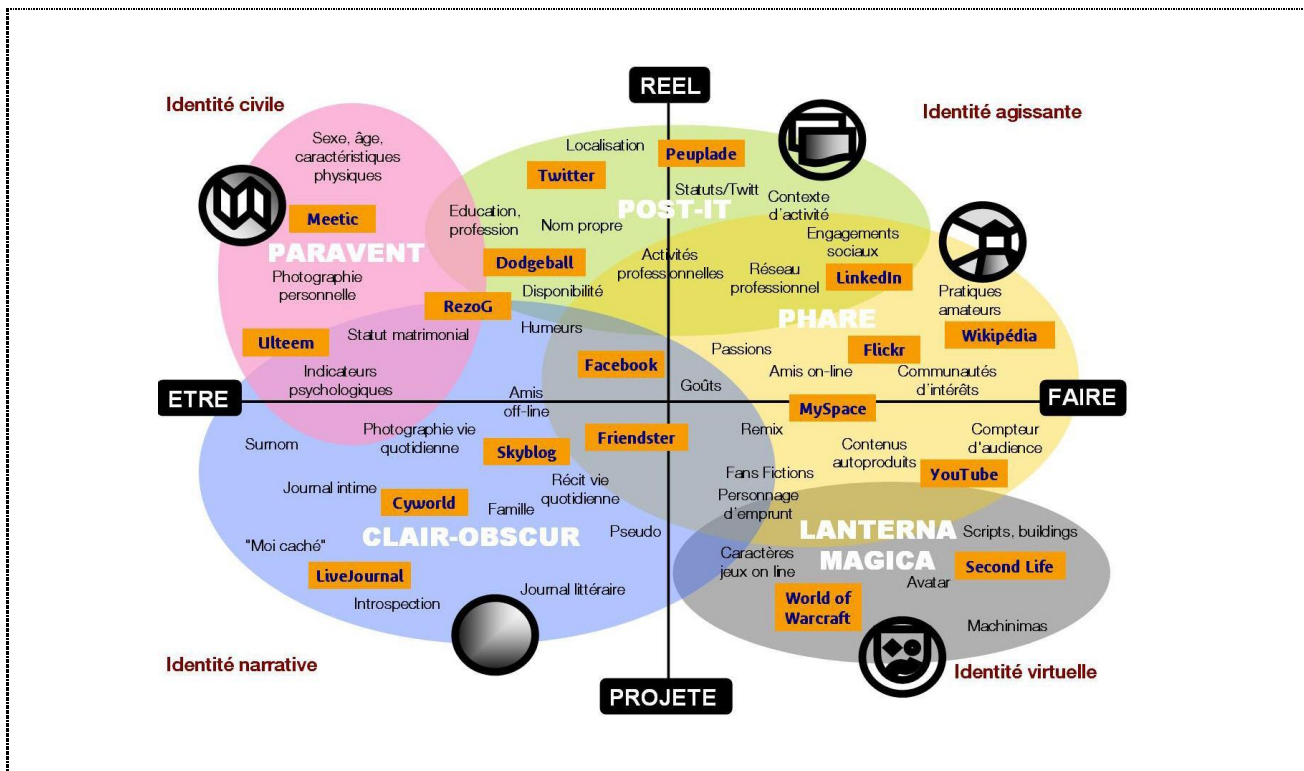 REEL
Identité civile
Identité agissante
Sexe, âge,
caractéristiques
physiques
Localisation
Peuplade
Twitter
Statuts/Twitt
Contexte
d'activité
Meetic
Education,
profession
Nom propre
POST-IT
Engagements
sociaux
PARAVENT
Dodgeball
Activités
professionnelles
Réseau
professionnel
LinkedIn
Photographie
personnelle
Disponibilité
Pratiques
amateurs
RezoG
PHARE
Wikipédia
Ulteem
Statut matrimonial
Humeurs
Passions
Flickr
Facebook
Amis on-line
Communautés
d'intérêts
Indicateurs
psychologiques
Goûts
ETRE
Amis
off-line
MySpace
FAIRE
Surnom
Photographie vie
quotidienne
Friendster
Remix
Compteur
d'audience
Skyblog
Contenus
autoproduits
YouTube
Journal intime
Récit vie
quotidienne
Fans Fictions
Cyworld
Famille
Personnage
d'emprunt
CLAIR-OBSCUR
Pseudo
LANTERNA
MAGICA
Scripts, buildings
"Moi caché"
Caractères
jeux on line
Second Life
LiveJournal
Avatar
Introspection
Journal littéraire
World of
Warcraft
Machinimas
Identité narrative
Identité virtuelle
PROJETE